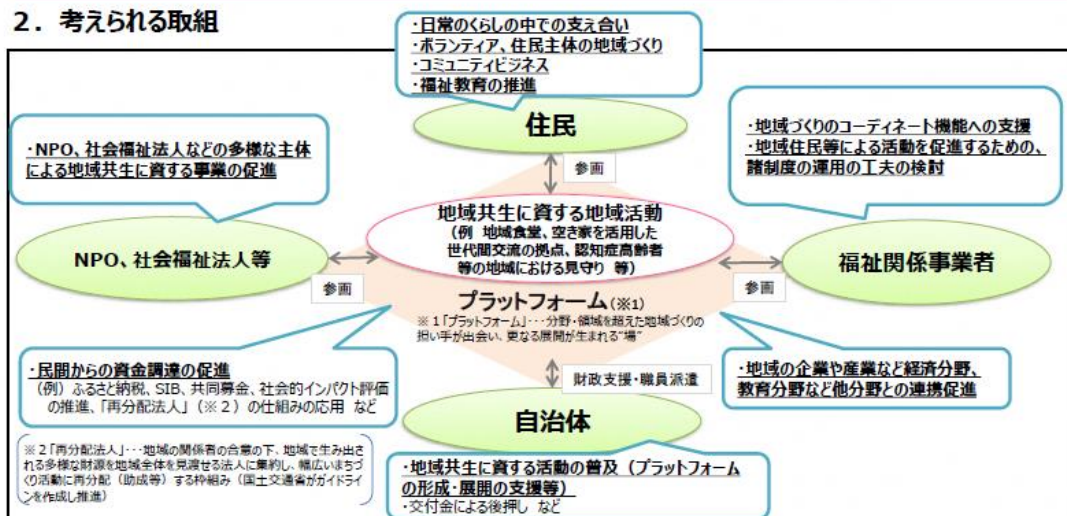 ２．考えられる取組
・日常のくらしの中での支え合い
・ボランティア、住民主体の地域づくり
・コミュニティビジネス
・福祉教育の推進
住民
・NPO、社会福祉法人などの多様な主体
による地域共生に資する事業の促進
・地域づくりのコーディネート機能への支援
・地域住民等による活動を促進するための、
諸制度の運用の工夫の検討
参画
地域共生に資する地域活動
(例 地域食堂、空き家を活用した
世代間交流の拠点、認知症高齢者
等の地域における見守り 等)
NPO、社会福祉法人等
福祉関係事業者
参画
参画
プラットフォーム(※1)
※１「プラットフォーム」･･･分野・領域を超えた地域づくりの
担い手が出会い、更なる展開が生まれる“場”
・民間からの資金調達の促進
（例）ふるさと納税、SIB、共同募金、社会的インパクト評価
の推進、「再分配法人」（※２）の仕組みの応用 など
財政支援・職員派遣
・地域の企業や産業など経済分野、
教育分野など他分野との連携促進
自治体
※２「再分配法人」･･･地域の関係者の合意の下、地域で生み出さ
れる多様な財源を地域全体を見渡せる法人に集約し、幅広いまちづ
くり活動に再分配（助成等）する枠組み（国土交通省がガイドライ
ンを作成し推進）
・地域共生に資する活動の普及（プラットフォーム
の形成・展開の支援等）
・交付金による後押し など